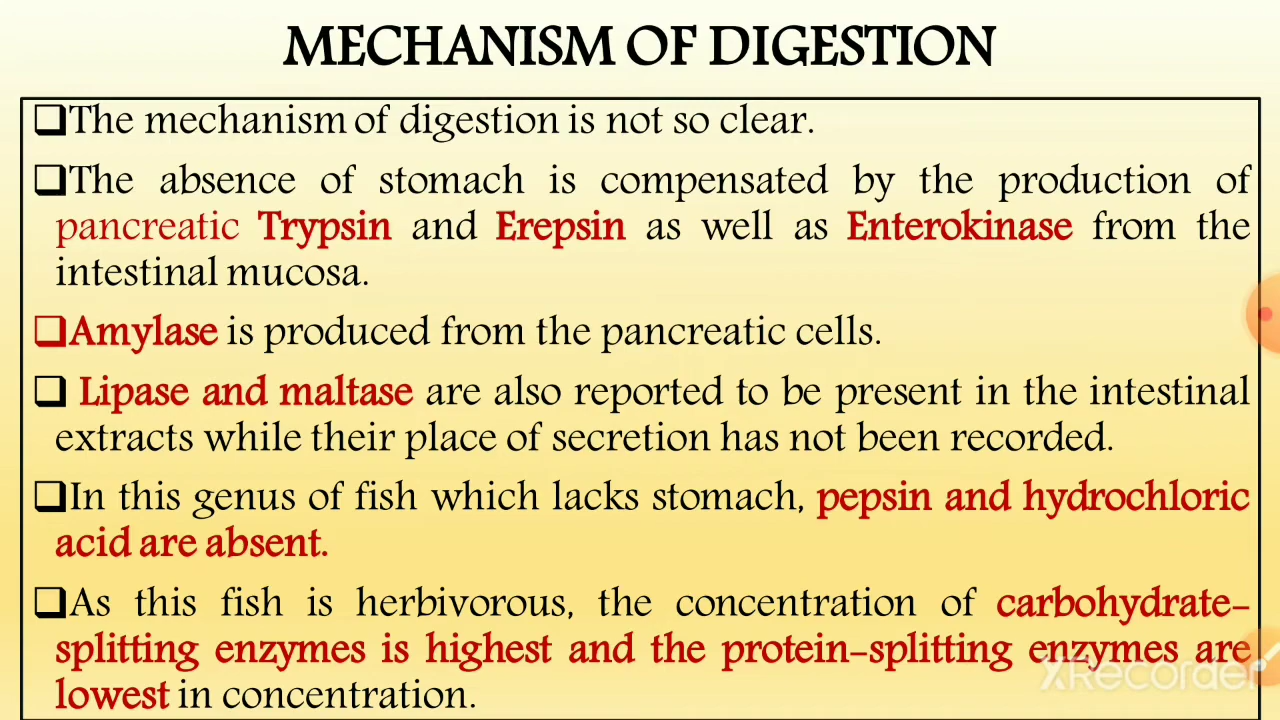 MECHANISM OF DIGESTION
❑The mechanism of digestion is not so clear.
❑The absence of stomach is compensated by the production of
pancreatic Trypsin and Erepsin as well as Enterokinase from the
intestinal mucosa.
❑Amylase is produced from the pancreatic cells.
❑ Lipase and maltase are also reported to be present in the intestinal
extracts while their place of secretion has not been recorded.
❑In this genus of fish which lacks stomach, pepsin and hydrochloric
acid are absent.
❑As this fish is herbivorous, the concentration of carbohydrate-
splitting enzymes is highest and the protein-splitting enzymes are
lowest in concentration.
XRecorder